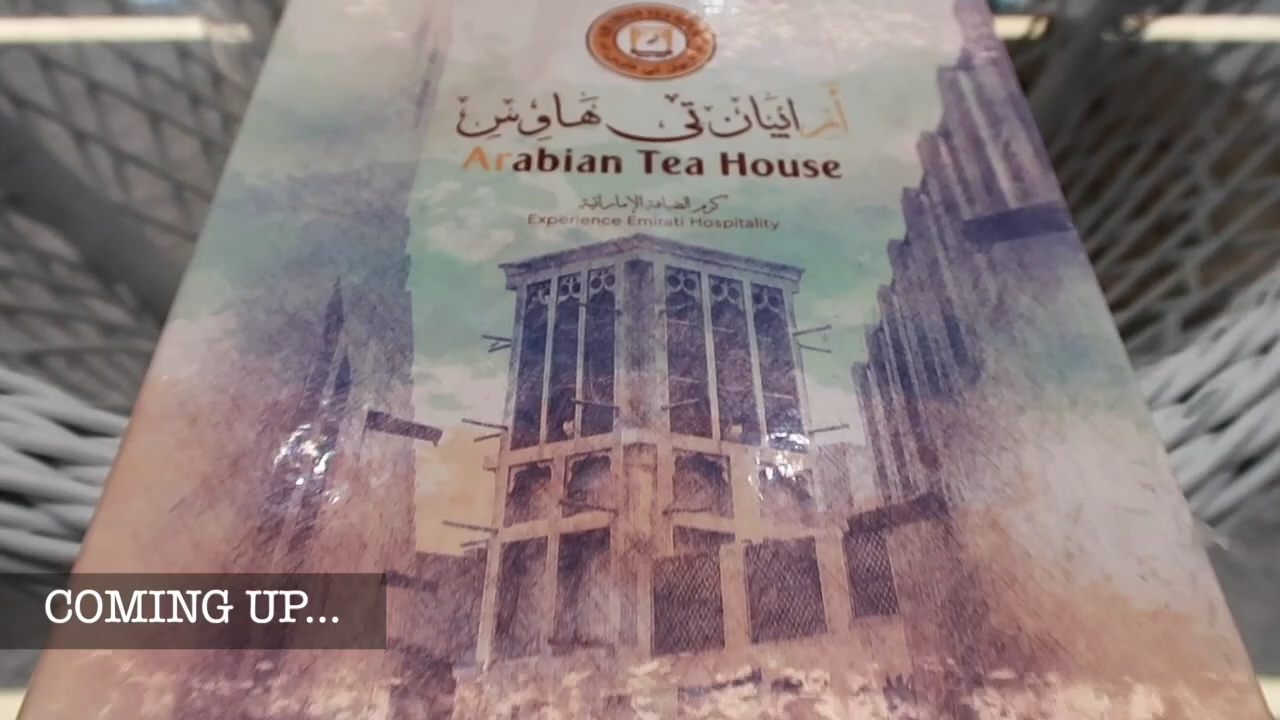 أرابيان تي هاوس
Arabian Tea House
كرم الضيافة الإماراتية
Experience Emirati Hospitality
COMING UP...